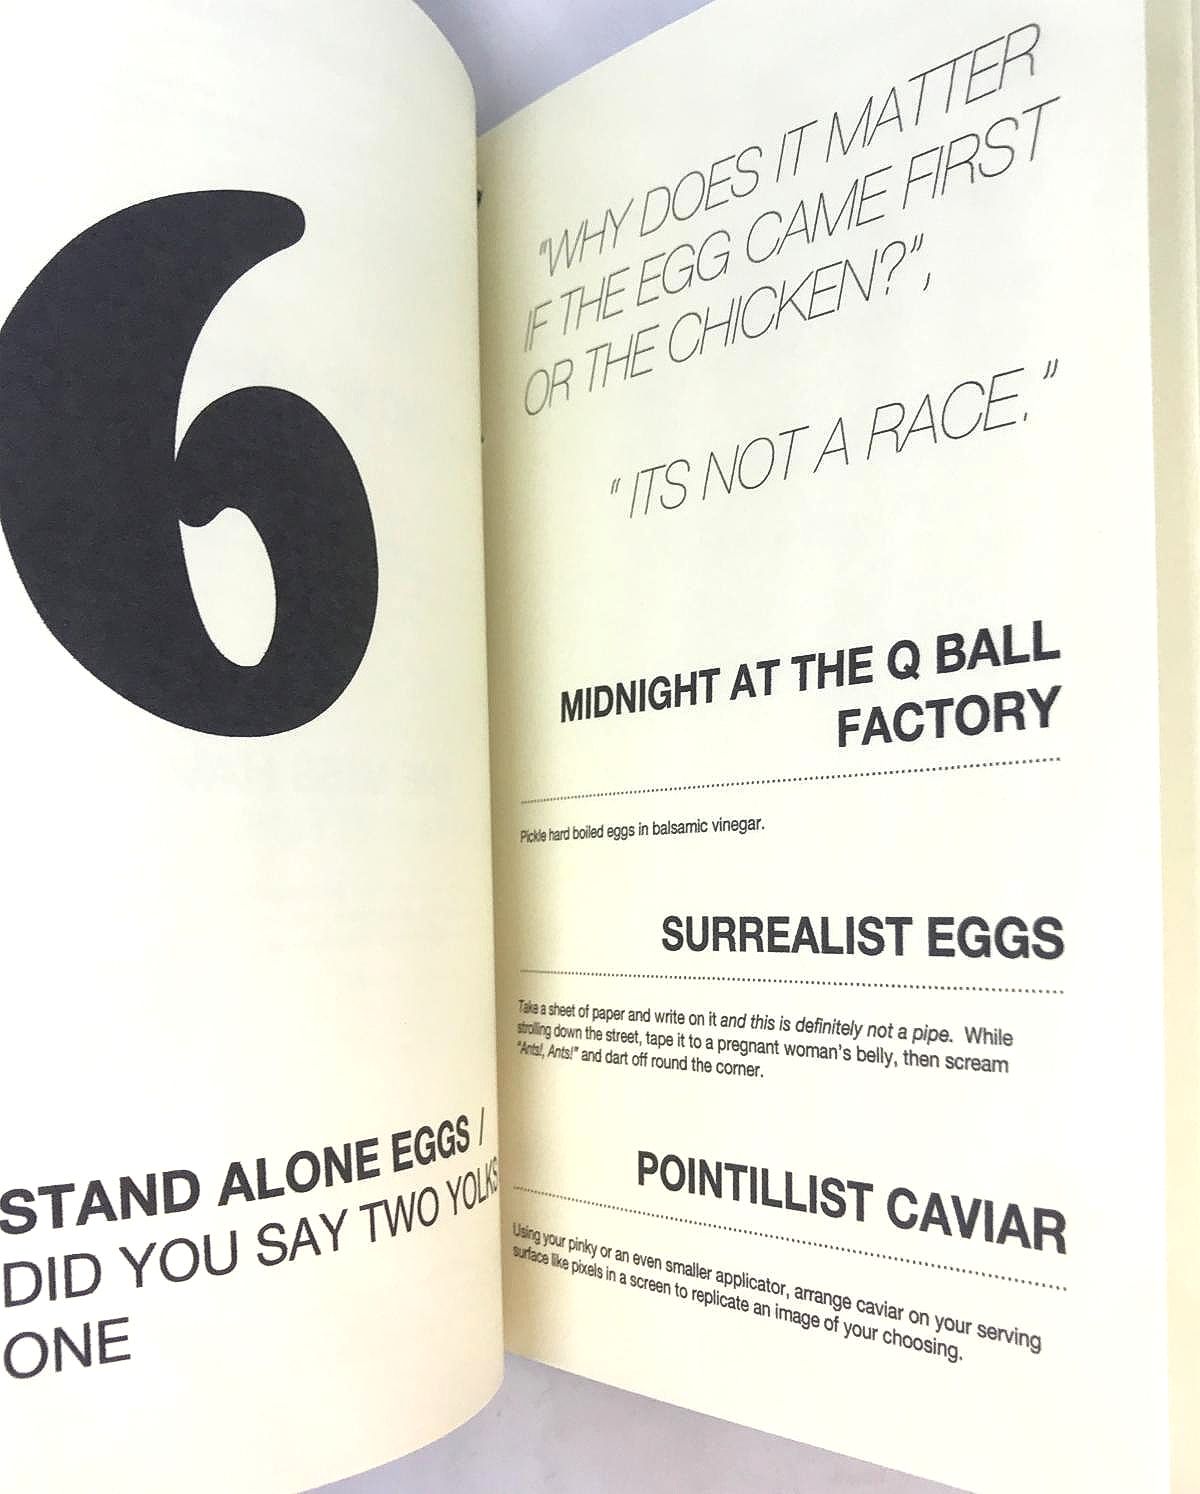 6
STAND ALONE EGGS /
DID YOU SAY TWO YOLKS
ONE
"WHY DOES IT MATTER
IF THE EGG CAME FIRST
OR THE CHICKEN?",
" ITS NOT A RACE. "
MIDNIGHT AT THE Q BALL
FACTORY
Pickle hard boiled eggs in balsamic vinegar.
SURREALIST EGGS
Take a sheet of paper and write on it and this is definitely not a pipe. While
strolling down the street, tape it to a pregnant woman's belly, then scream
"Ants!, Ants!" and dart off round the corner.
POINTILLIST CAVIAR
Using your pinky or an even smaller applicator, arrange caviar on your serving
surface like pixels in a screen to replicate an image of your choosing.